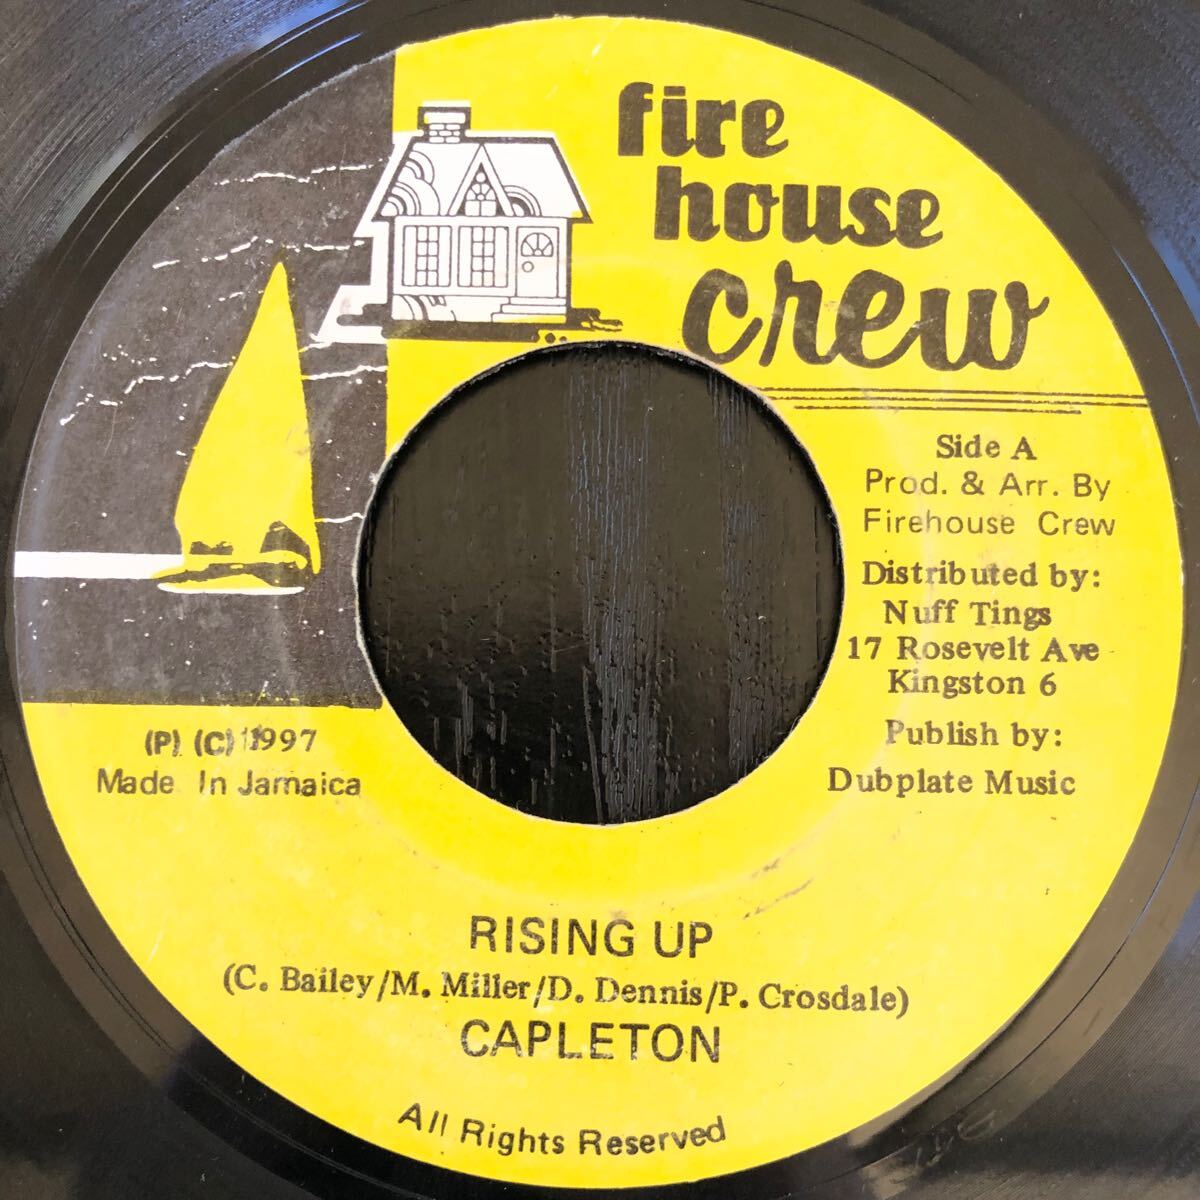 fire
house
crew
Side A
Prod. & Arr. By
Firehouse Crew
Distributed by:
Nuff Tings
17 Rosevelt Ave
Kingston 6
Publish by:
Dubplate Music
(P) (C) 1997
Made In Jamaica
RISING UP
(C. Bailey/M. Miller/D. Dennis/P. Crosdale)
CAPLETON
All Rights Reserved